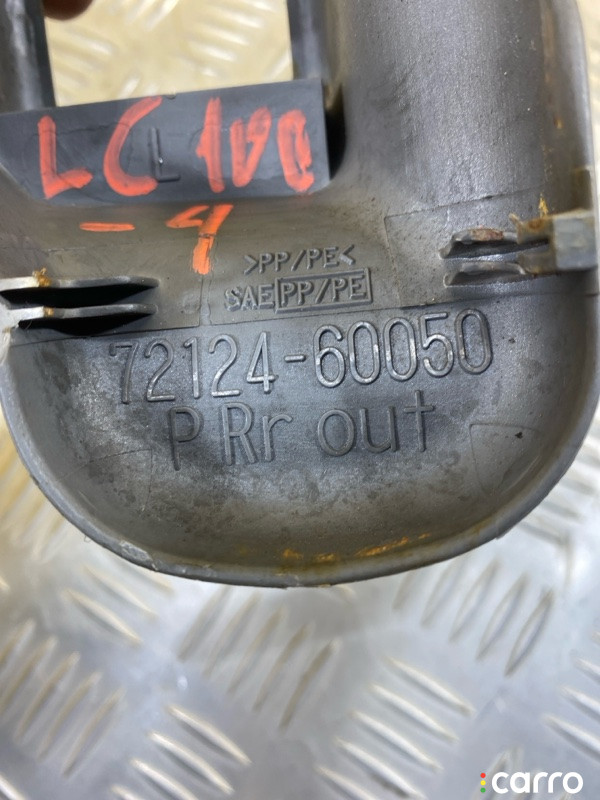 LC L 100
-4
>PP/PE<
SAE PP/PE
72124-60050
P Rr out
carro